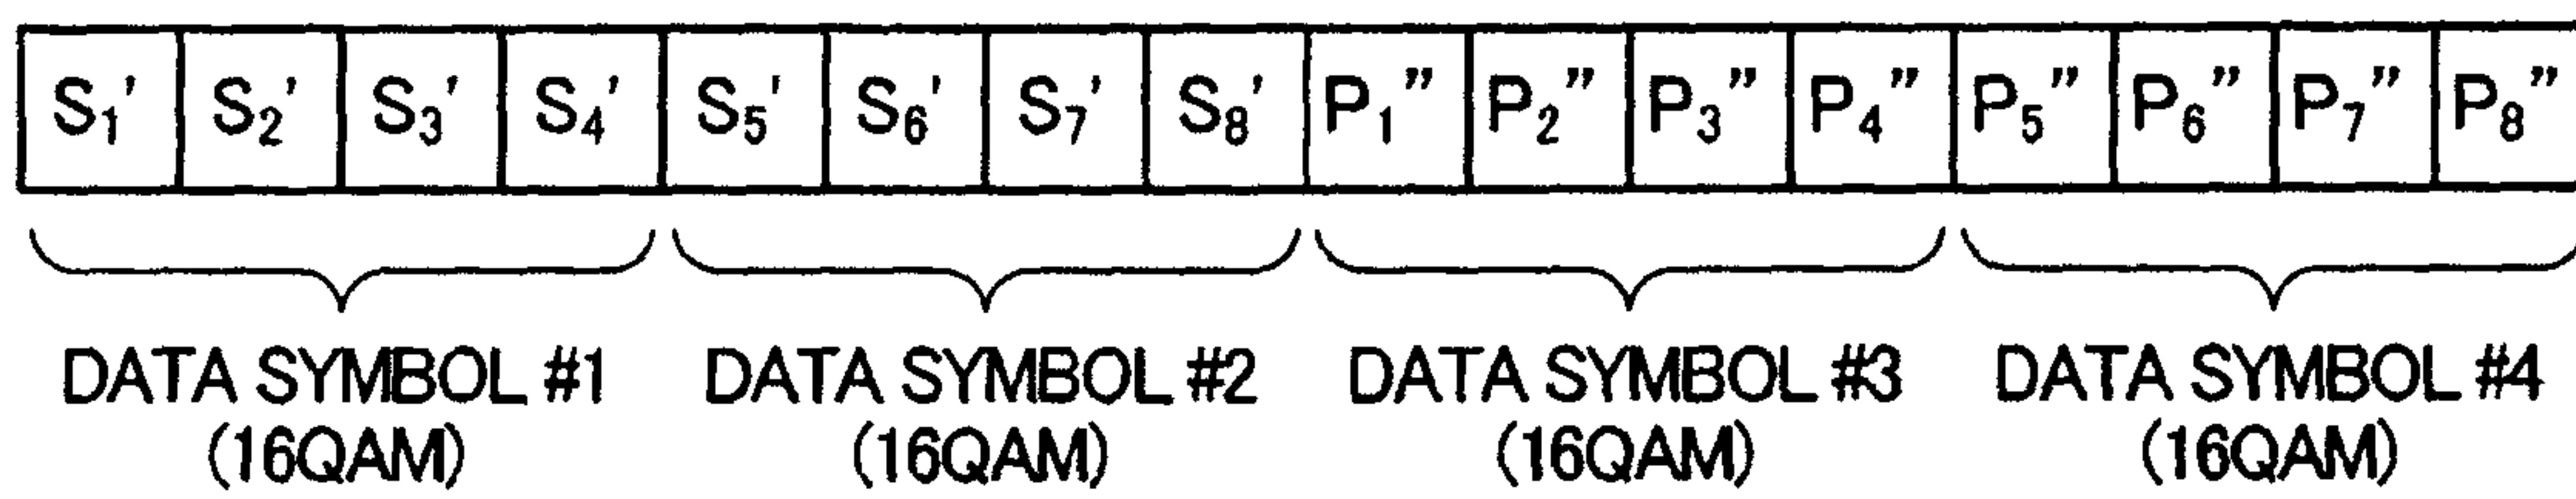 S₁' S₂' S₃' S₄' S₅' S₆' S₇' S₈' P₁” P₂” P₃” P₄” P₅” P₆” P₇” P₈”
DATA SYMBOL #1 DATA SYMBOL #2 DATA SYMBOL #3 DATA SYMBOL #4
(16QAM) (16QAM) (16QAM) (16QAM)